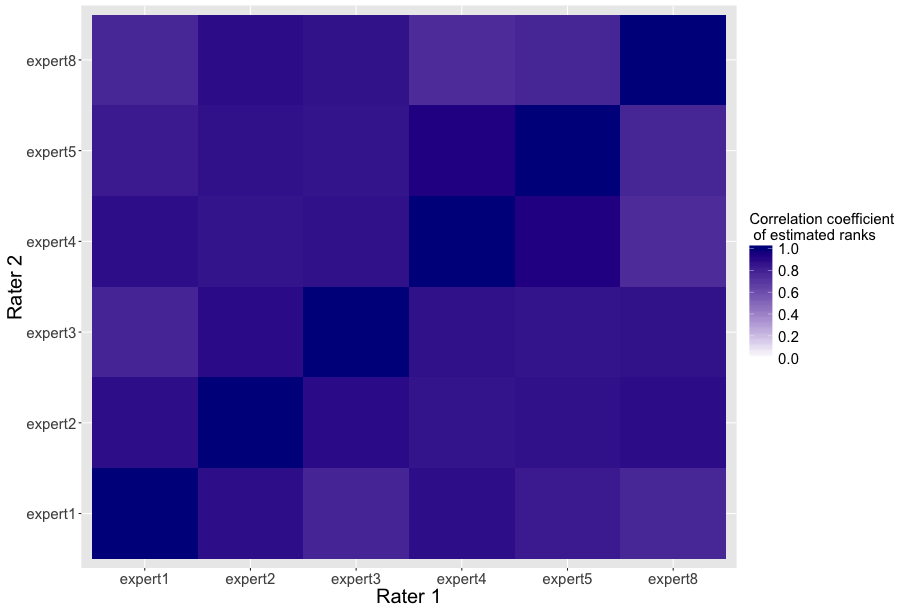 expert8
expert5
expert4
expert3
expert2
expert1
Rater 2
expert1 expert2 expert3 expert4 expert5 expert8
Rater 1
Correlation coefficient
of estimated ranks
1.0
0.8
0.6
0.4
0.2
0.0